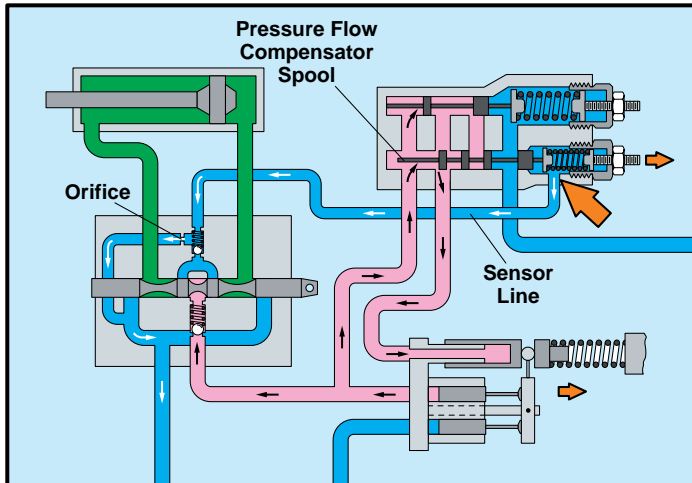 Pressure Flow
Compensator
Spool
Orifice
Sensor
Line